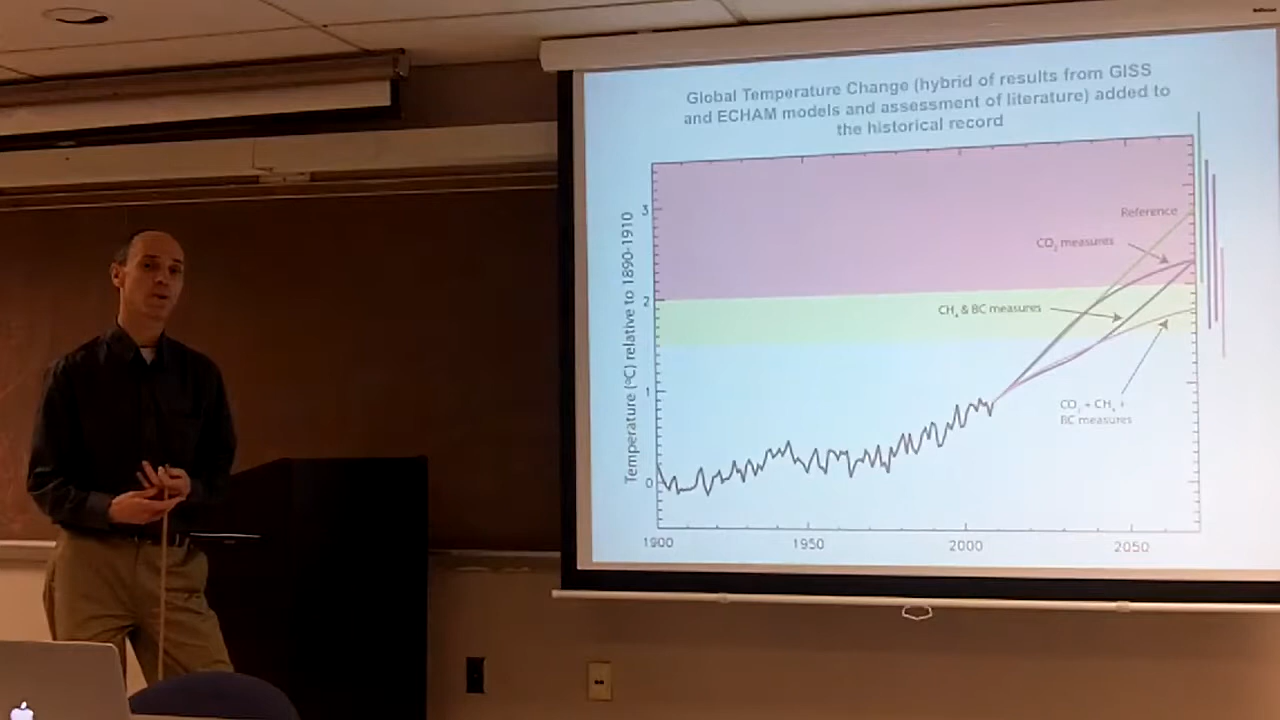 Global Temperature Change (hybrid of results from GISS
and ECHAM models and assessment of literature) added to
the historical record
Temperature (°C) relative to 1890-1910
3
2
1
0
Reference
CO₂ measures
CH₄ & BC measures
CO₂ + CH₄ +
BC measures
1900
1950
2000
2050